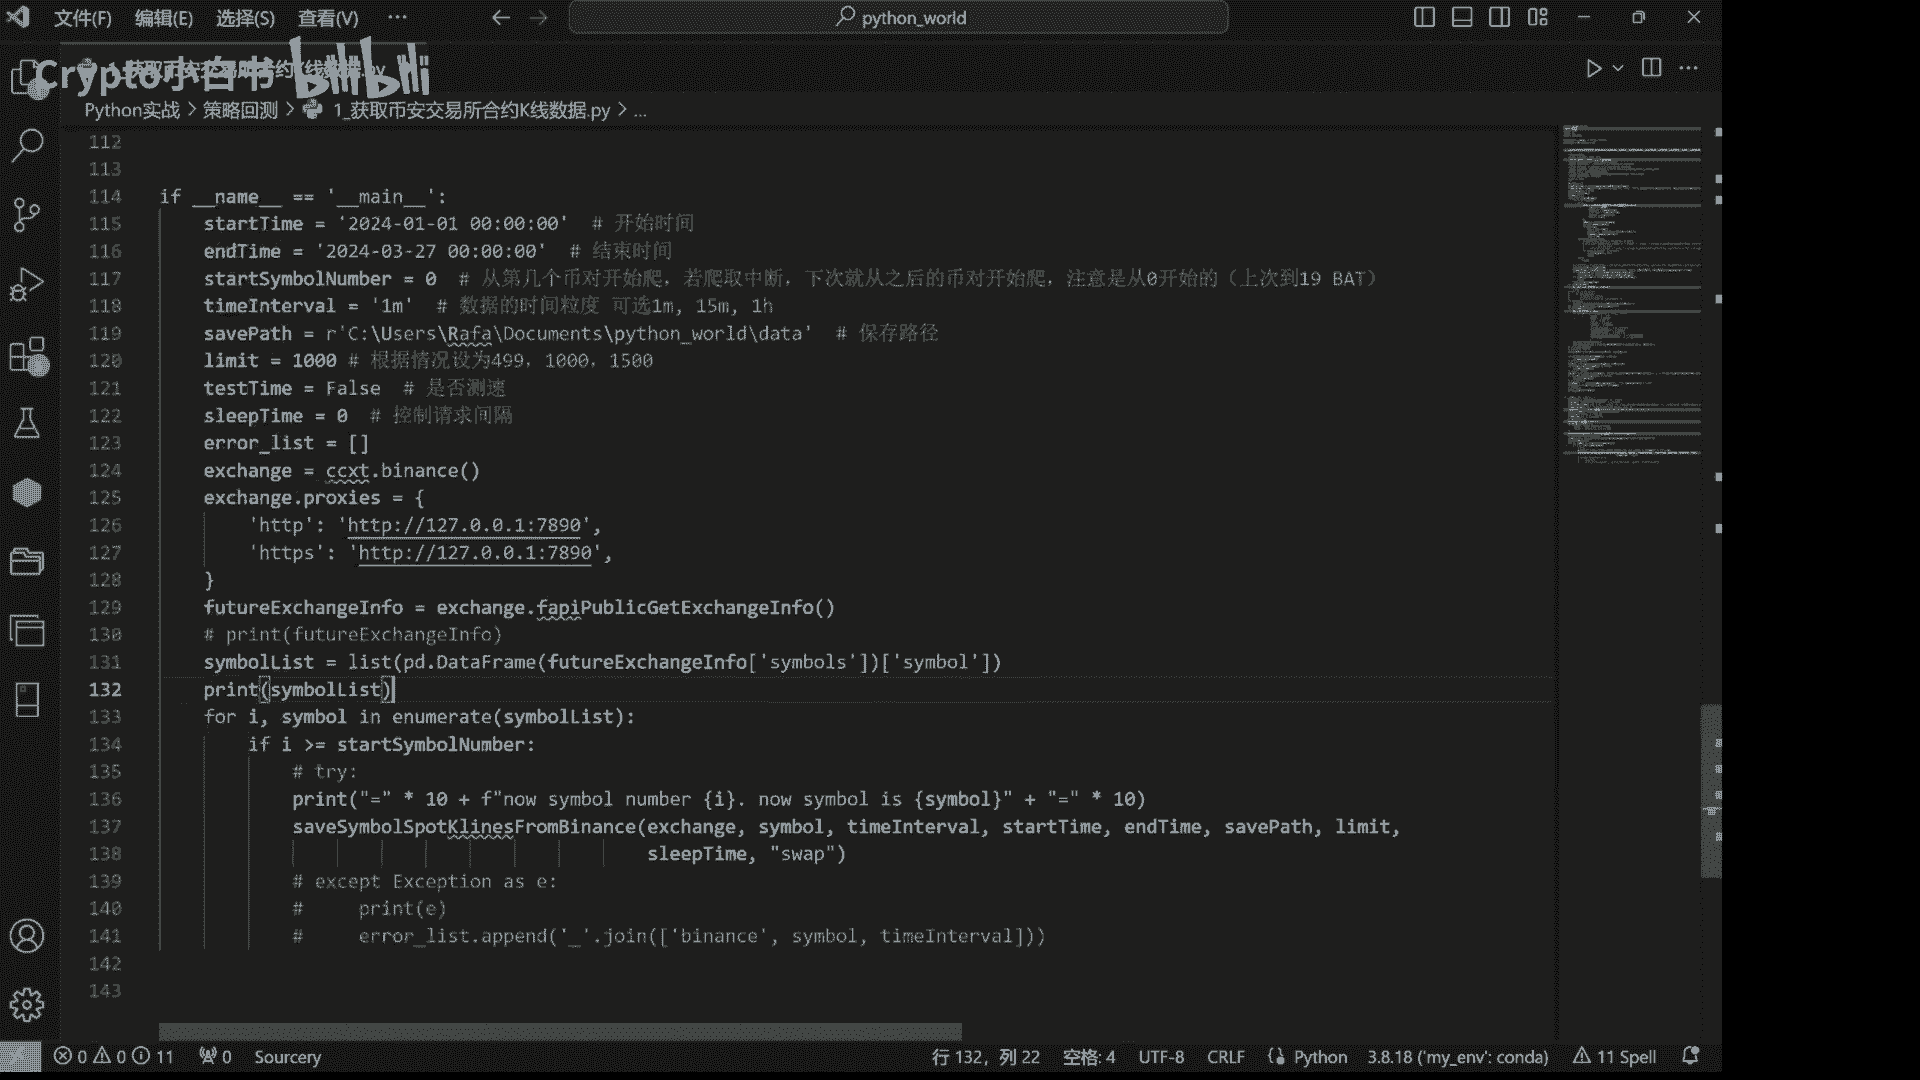 文件(F) 编辑(E) 选择(S) 查看(V) ··· python_world
Crypto小白书 bilibili
Python实战 > 策略回测 > 1_获取币安交易所合约K线数据.py > ...
112
113
114 if __name__ == '__main__':
115 startTime = '2024-01-01 00:00:00' # 开始时间
116 endTime = '2024-03-27 00:00:00' # 结束时间
117 startSymbolNumber = 0 # 从第几个币对开始爬，若爬取中断，下次就从之后的币对开始爬，注意是从0开始的（上次到19 BAT）
118 timeInterval = '1m' # 数据的时间粒度 可选1m, 15m, 1h
119 savePath = r'C:\Users\Rafa\Documents\python_world\data' # 保存路径
120 limit = 1000 # 根据情况设为499，1000，1500
121 testTime = False # 是否测速
122 sleepTime = 0 # 控制请求间隔
123 error_list = []
124 exchange = ccxt.binance()
125 exchange.proxies = {
126 'http': 'http://127.0.0.1:7890',
127 'https': 'http://127.0.0.1:7890',
128 }
129 futureExchangeInfo = exchange.fapiPublicGetExchangeInfo()
130 # print(futureExchangeInfo)
131 symbolList = list(pd.DataFrame(futureExchangeInfo['symbols'])['symbol'])
132 print(symbolList)
133 for i, symbol in enumerate(symbolList):
134 if i >= startSymbolNumber:
135 # try:
136 print("=" * 10 + f"now symbol number {i}. now symbol is {symbol}" + "=" * 10)
137 saveSymbolSpotKlinesFromBinance(exchange, symbol, timeInterval, startTime, endTime, savePath, limit,
138 sleepTime, "swap")
139 # except Exception as e:
140 # print(e)
141 # error_list.append('_'.join(['binance', symbol, timeInterval]))
142
143
0 0 11 0 Sourcery 行 132，列 22 空格: 4 UTF-8 CRLF Python 3.8.18 ('my_env': conda) 11 Spell